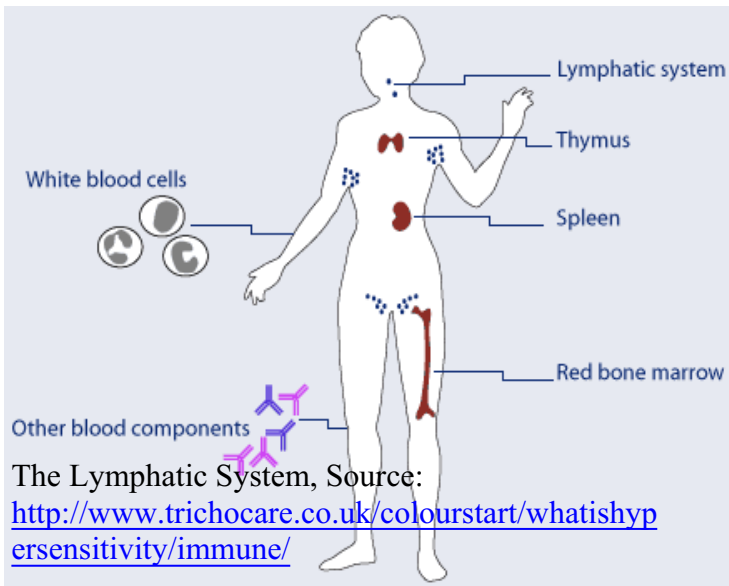 Lymphatic system
Thymus
White blood cells
Spleen
Red bone marrow
Other blood components
The Lymphatic System, Source:
http://www.trichocare.co.uk/colourstart/whatishyp
ersensitivity/immune/